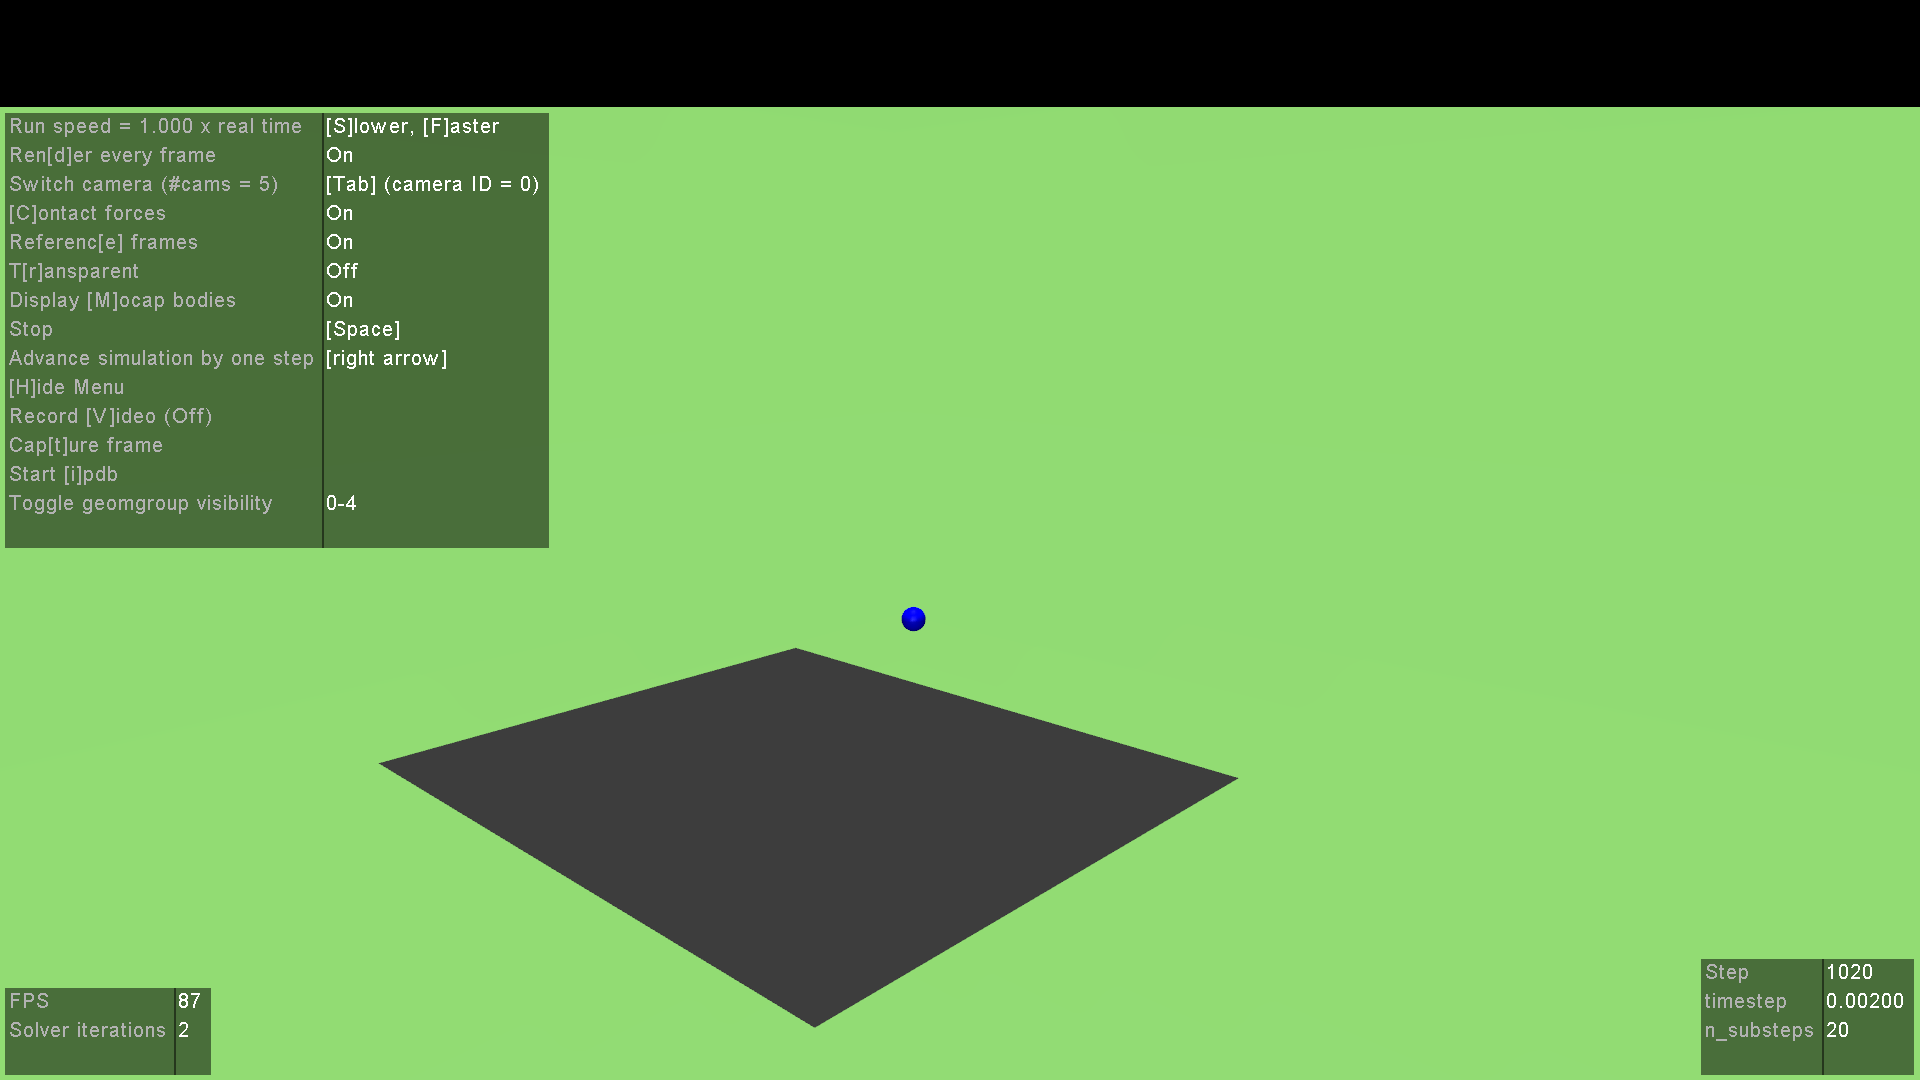 Run speed = 1.000 x real time [S]lower, [F]aster
Ren[d]er every frame On
Switch camera (#cams = 5) [Tab] (camera ID = 0)
[C]ontact forces On
Referenc[e] frames On
T[r]ansparent Off
Display [M]ocap bodies On
Stop [Space]
Advance simulation by one step [right arrow]
[H]ide Menu
Record [V]ideo (Off)
Cap[t]ure frame
Start [i]pdb
Toggle geomgroup visibility 0-4
FPS 87
Solver iterations 2
Step 1020
timestep 0.00200
n_substeps 20